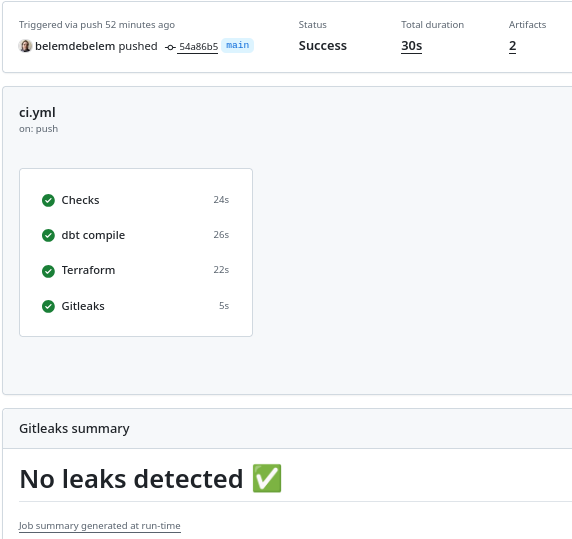 Triggered via push 52 minutes ago
belemdebelem pushed 54a86b5 main
Status
Success
Total duration
30s
Artifacts
2
ci.yml
on: push
Checks 24s
dbt compile 26s
Terraform 22s
Gitleaks 5s
Gitleaks summary
No leaks detected ✅
Job summary generated at run-time